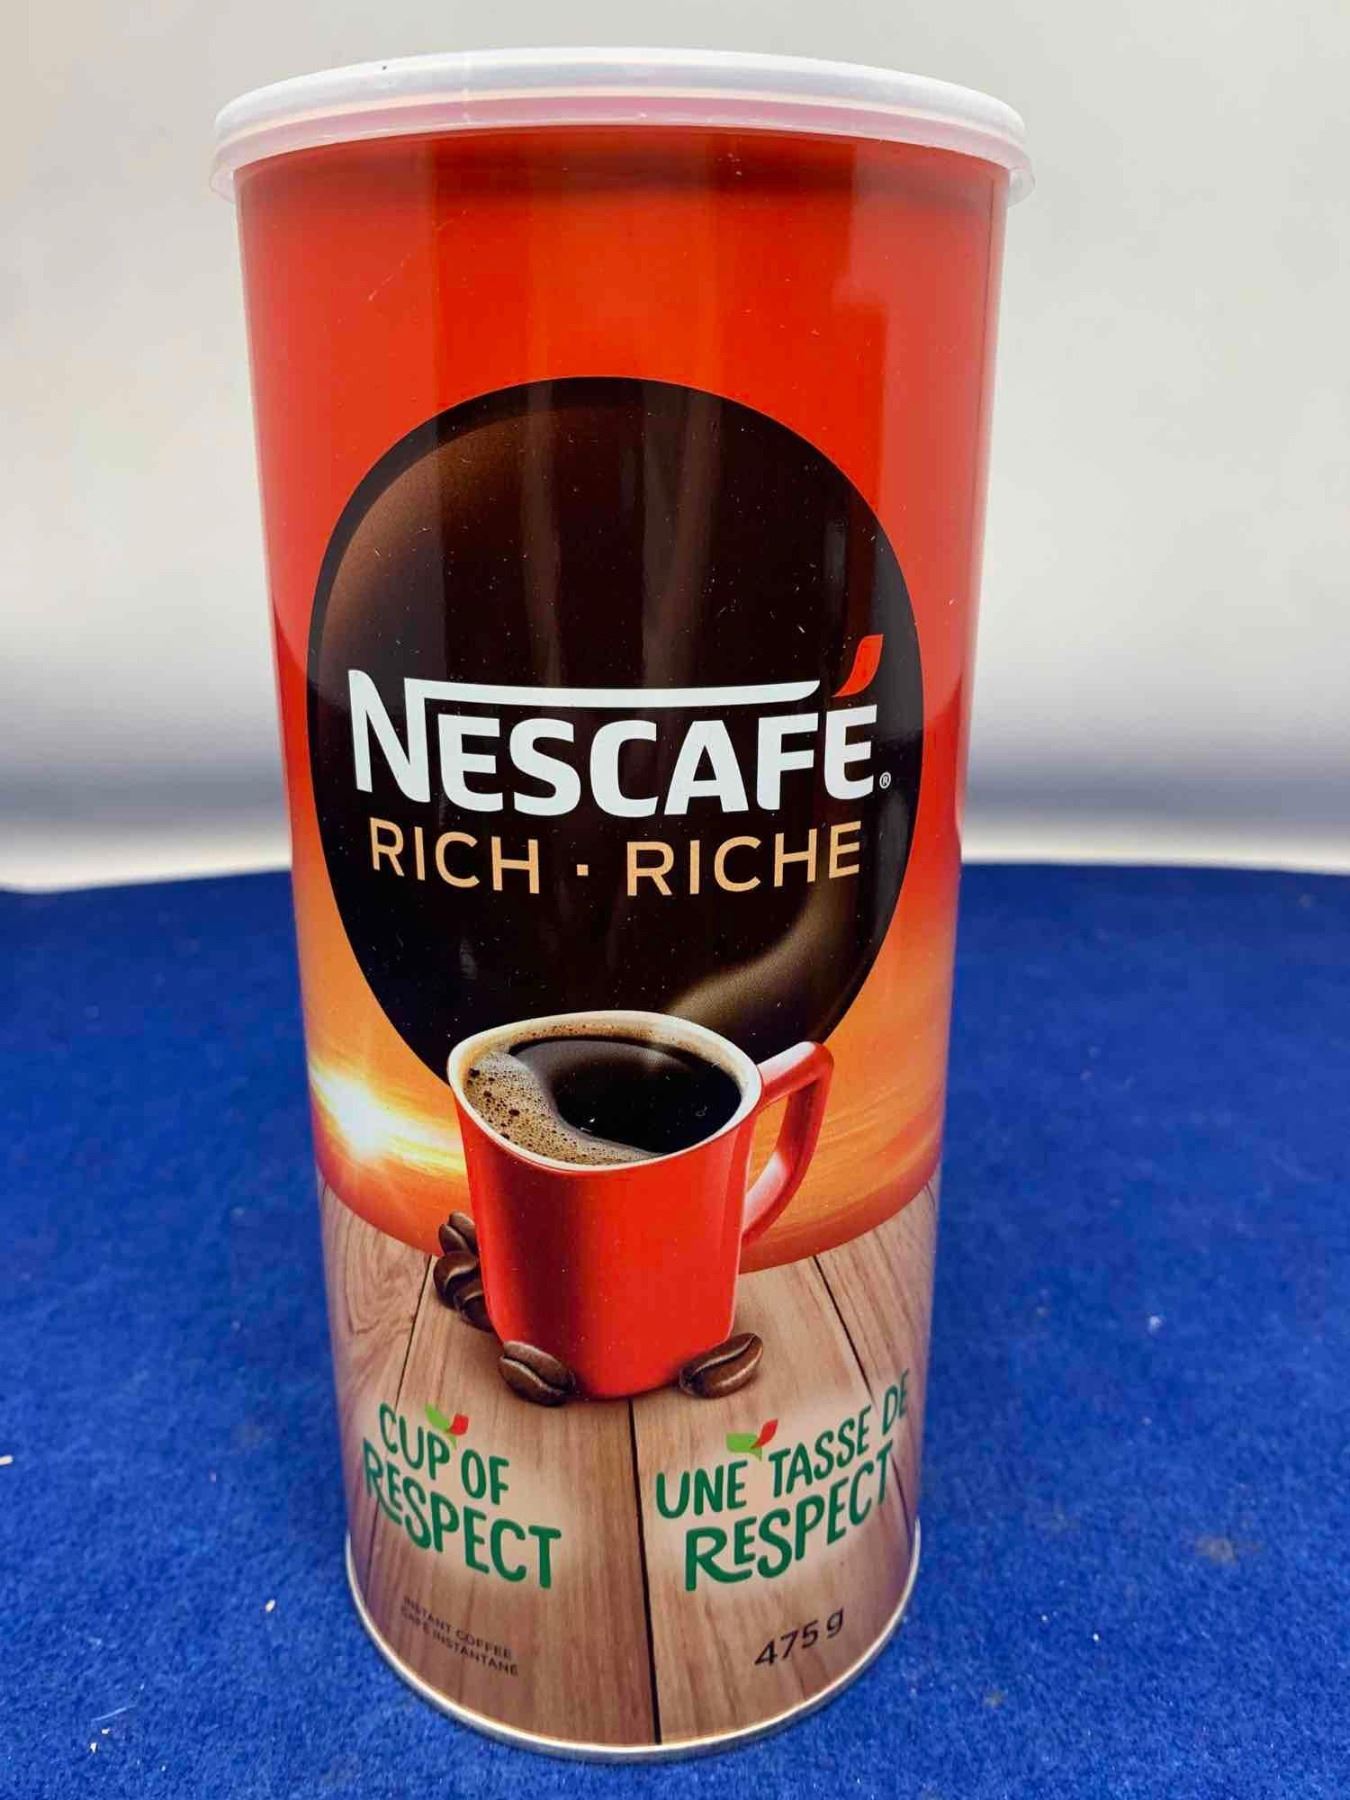 NESCAFÉ®
RICH · RICHE
CUP OF
RESPECT
UNE TASSE DE
RESPECT
INSTANT COFFEE
CAFÉ INSTANTANÉ
475 g